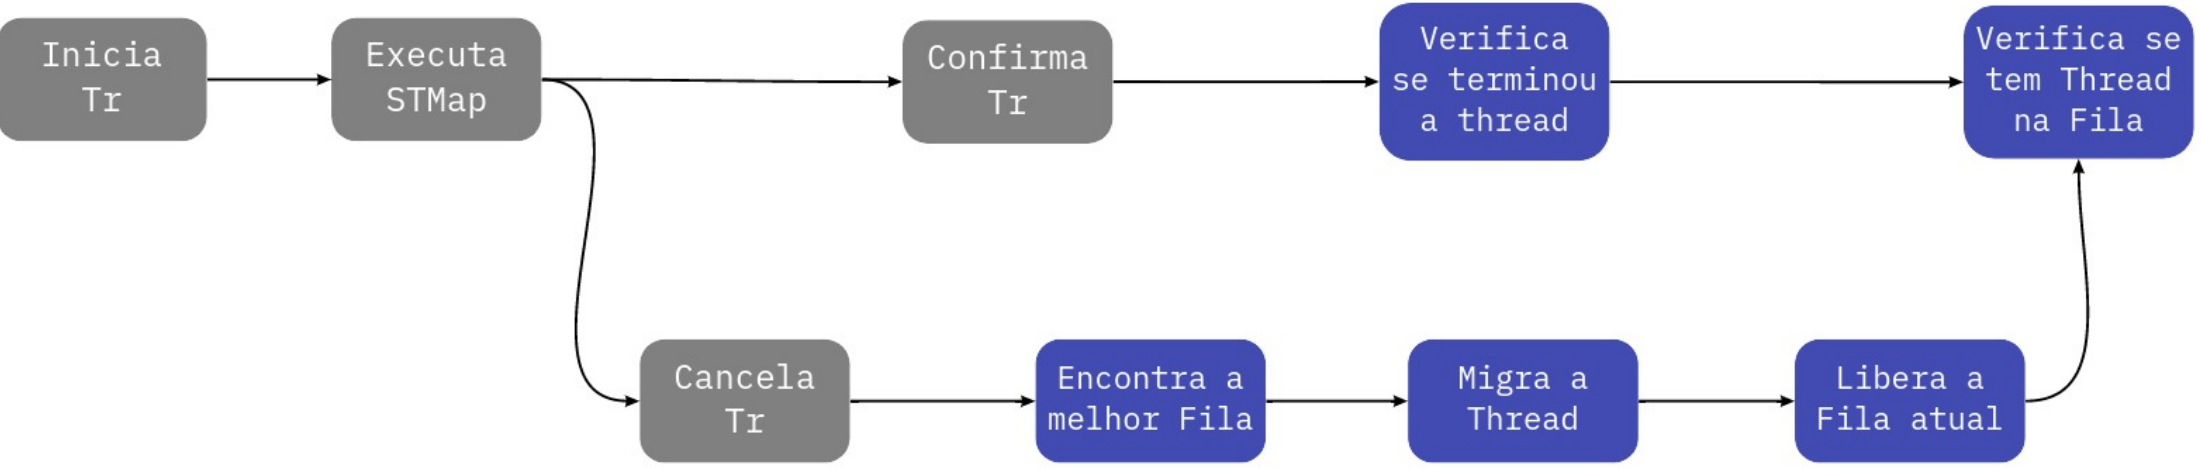 Inicia
Tr
Executa
STMap
Confirma
Tr
Verifica
se terminou
a thread
Verifica se
tem Thread
na Fila
Cancela
Tr
Encontra a
melhor Fila
Migra a
Thread
Libera a
Fila atual